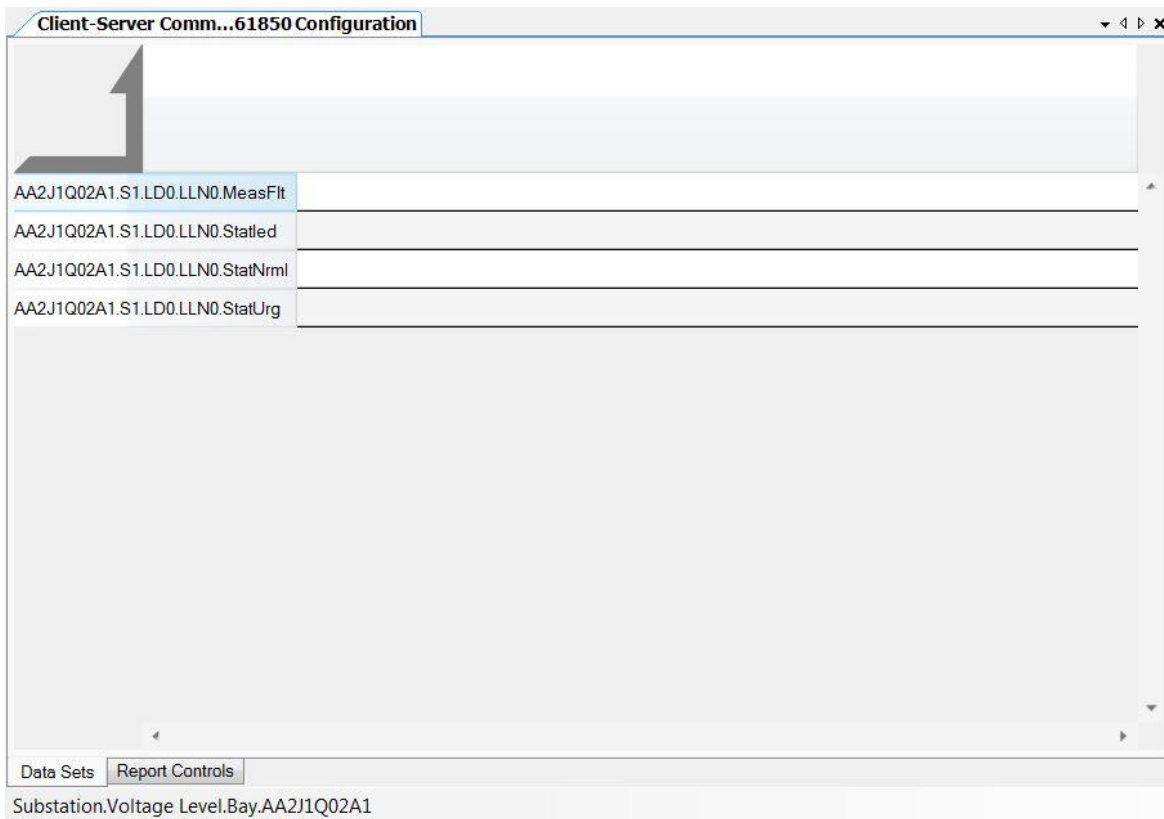 Client-Server Comm...61850 Configuration
AA2J1Q02A1.S1.LD0.LLN0.MeasFlt
AA2J1Q02A1.S1.LD0.LLN0.StatIed
AA2J1Q02A1.S1.LD0.LLN0.StatNrml
AA2J1Q02A1.S1.LD0.LLN0.StatUrg
Data Sets
Report Controls
Substation.Voltage Level.Bay.AA2J1Q02A1